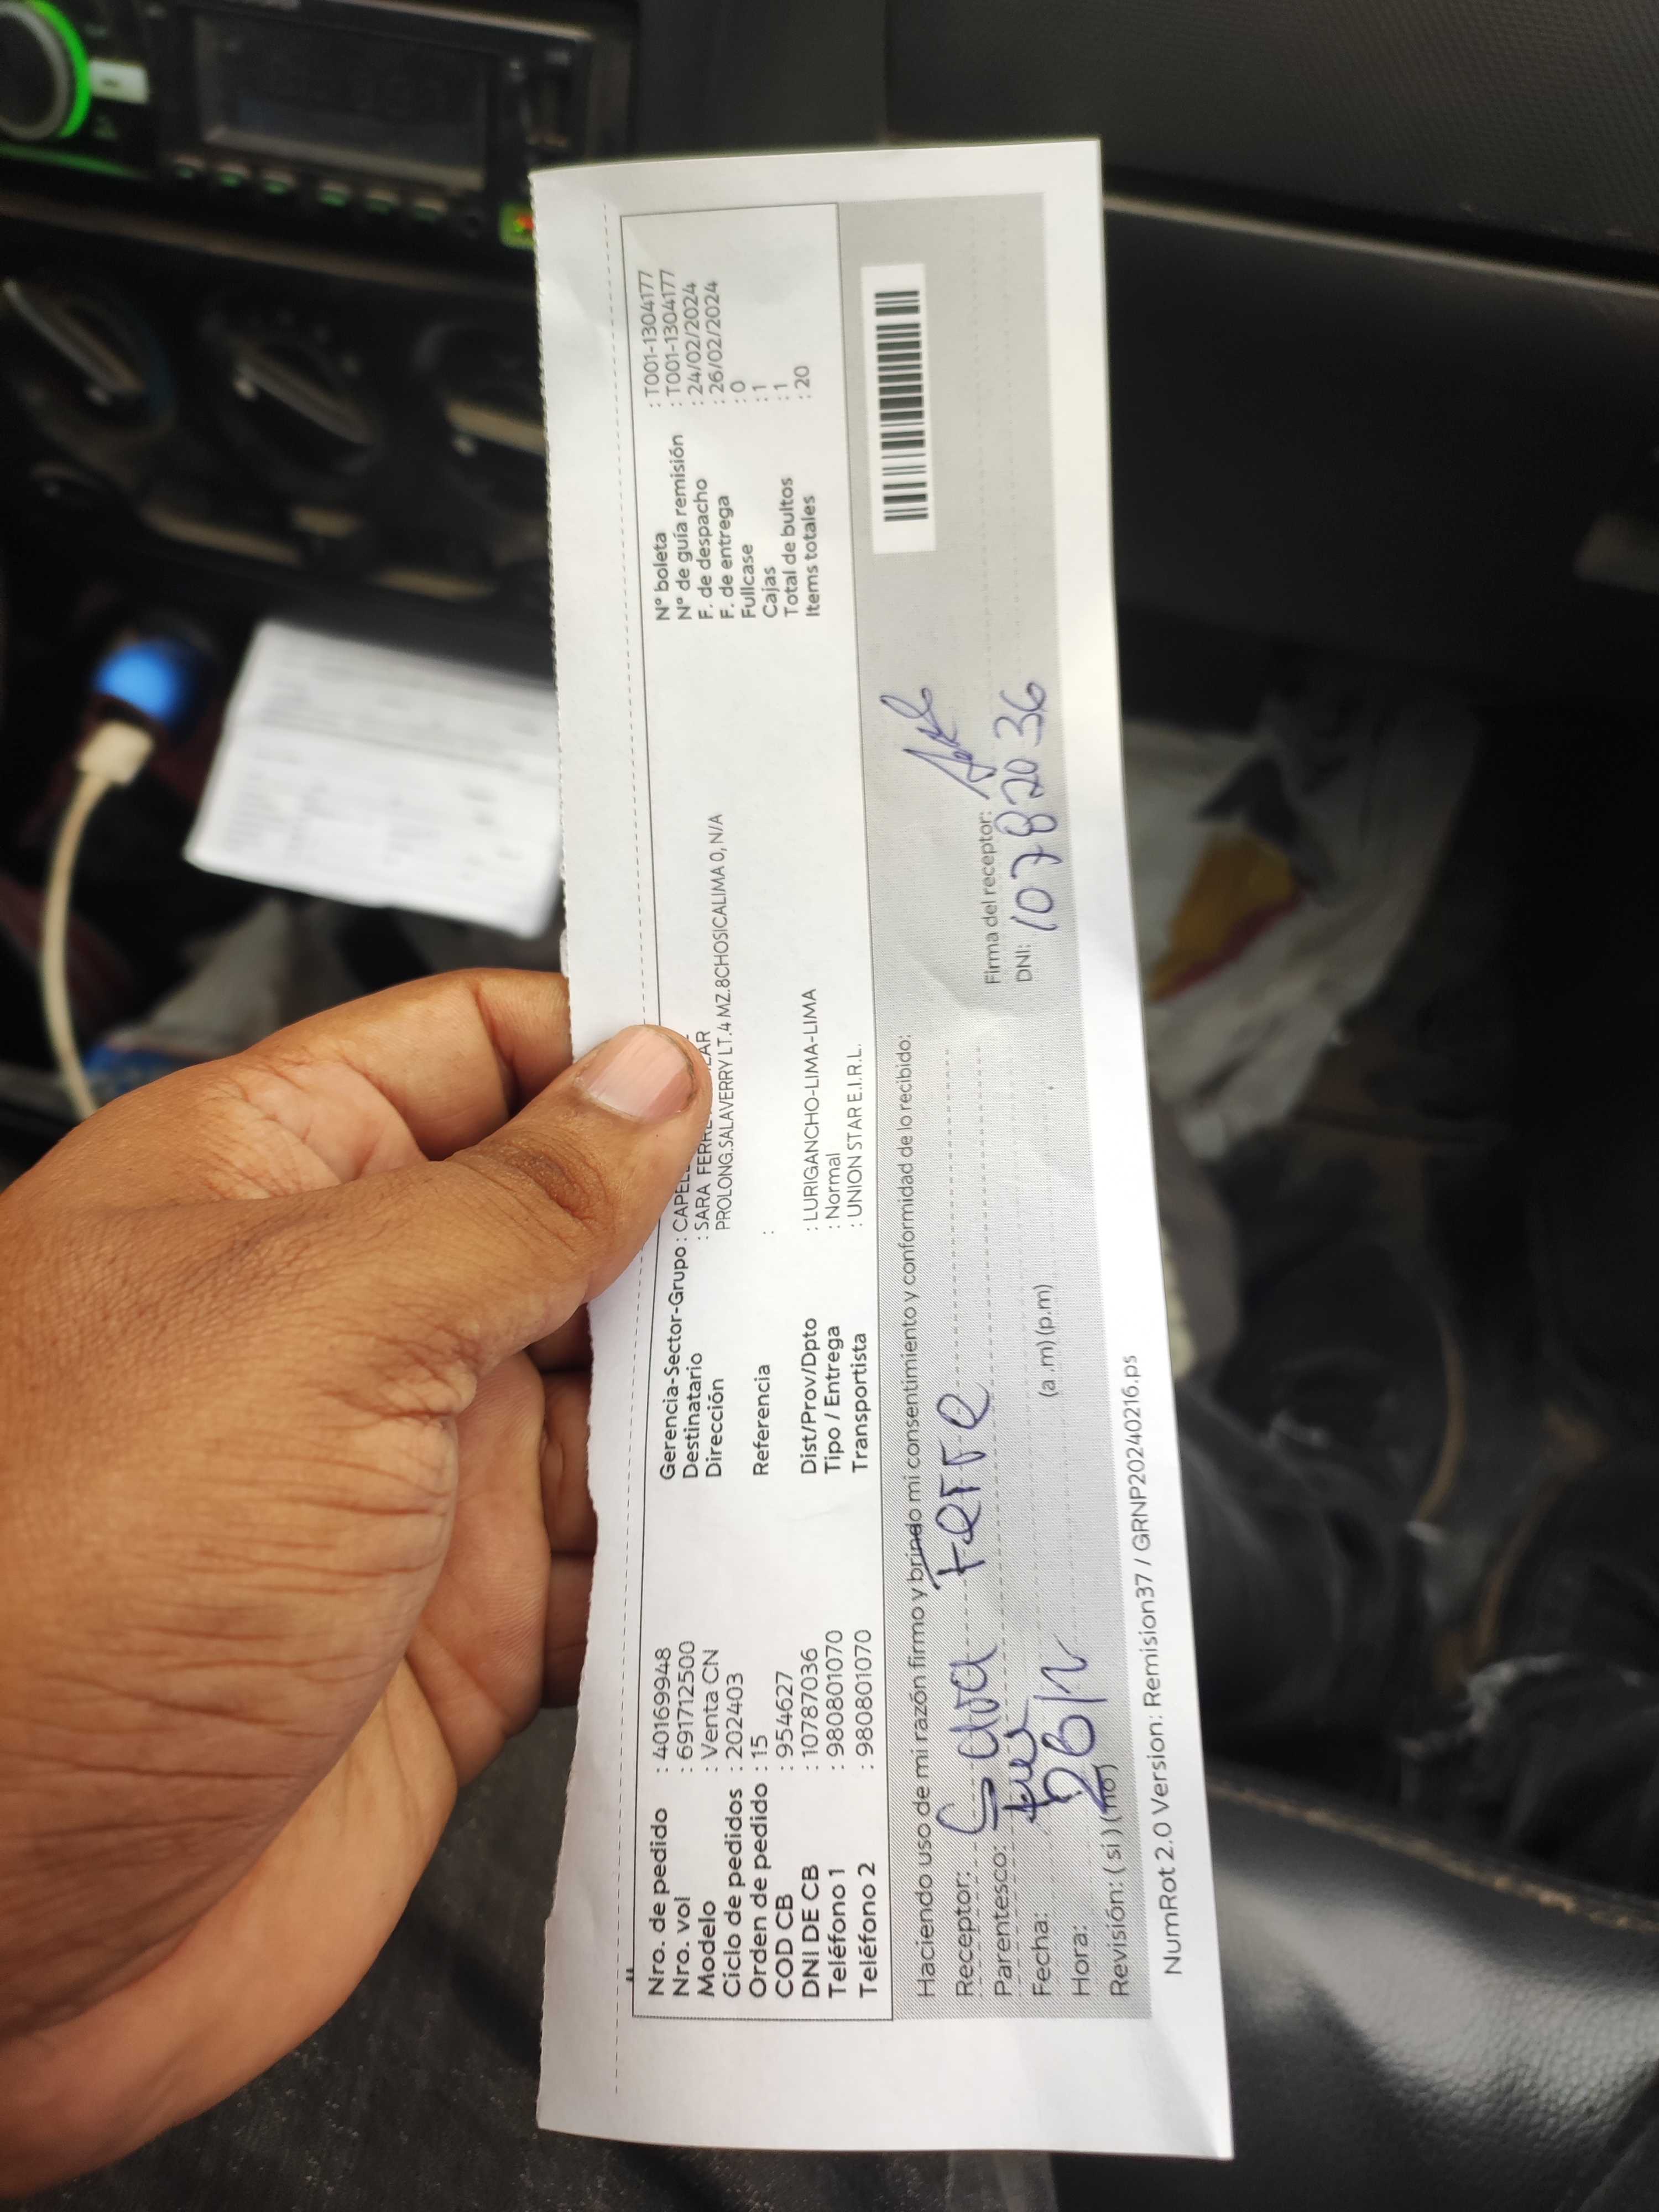 Nro. de pedido : 40169948
Nro. vol : 691712500
Modelo : Venta CN
Ciclo de pedidos : 202403
Orden de pedido : 15
COD CB : 954627
DNI DE CB : 10787036
Teléfono 1 : 980801070
Teléfono 2 : 980801070
Gerencia-Sector-Grupo :
Destinatario : SARA
Dirección PROLONG.SALAVERRY LT.4 MZ.8CHOSICALIMA 0, N/A
Referencia :
Dist/Prov/Dpto : LURIGANCHO-LIMA-LIMA
Tipo / Entrega : Normal
Transportista : UNION STAR E.I.R.L.
N° boleta : T001-1304177
N° de guía remisión : T001-1304177
F. de despacho : 24/02/2024
F. de entrega : 26/02/2024
Fullcase : 0
Cajas : 1
Total de bultos : 1
Items totales : 20
Haciendo uso de mi razón firmo y brindo mi consentimiento y conformidad de lo recibido:
Receptor: Ferre
Parentesco:
Fecha:
Hora: (a .m) (p.m)
Revisión: ( si ) (no)
Firma del receptor:
DNI: 107820 36
NumRot 2.0 Version: Remision37 / GRNP20240216.ps